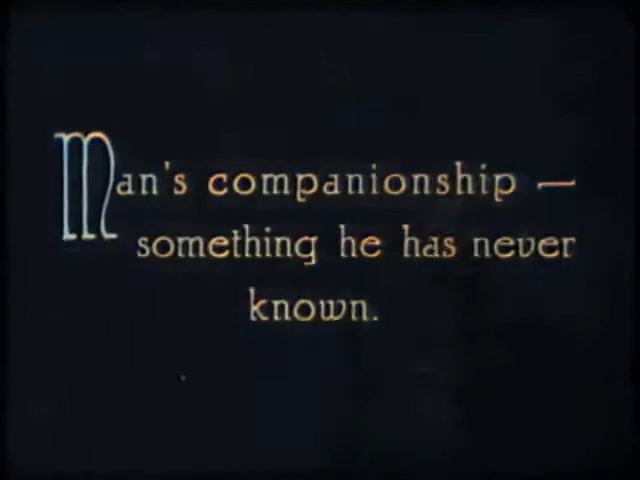 Man's companionship —
something he has never
known.